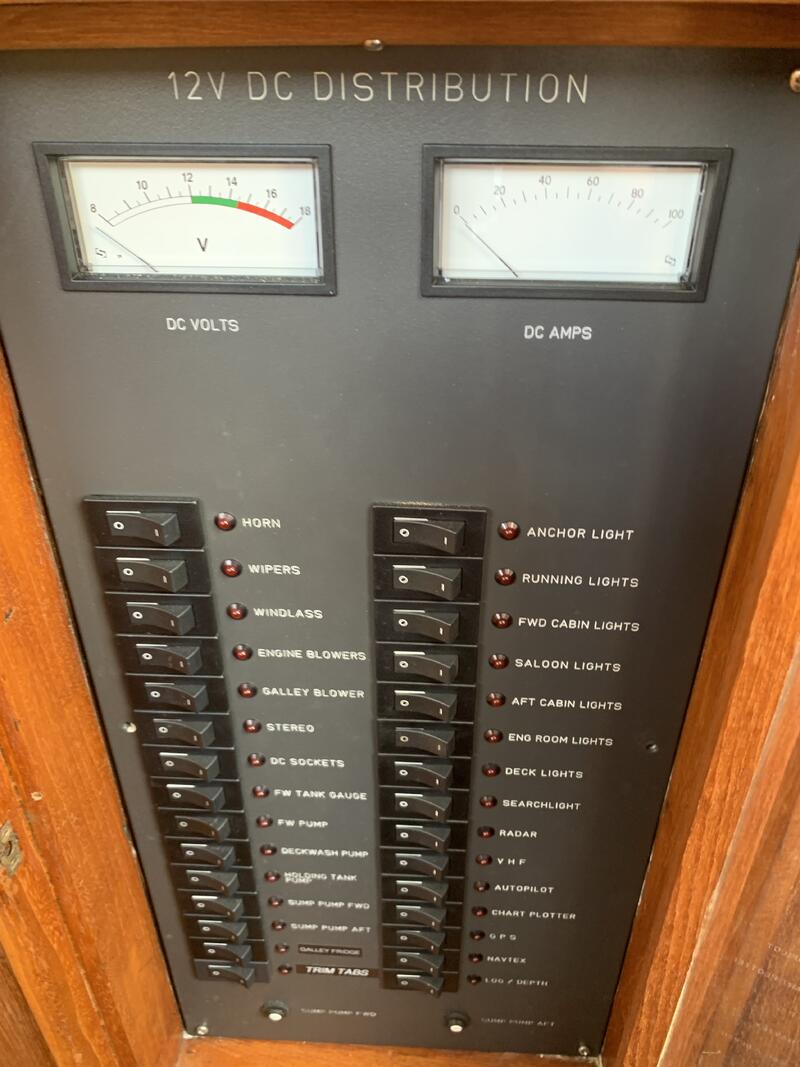 12V DC DISTRIBUTION
8 10 12 14 16 18
V
0 20 40 60 80 100
DC VOLTS
DC AMPS
HORN
WIPERS
WINDLASS
ENGINE BLOWERS
GALLEY BLOWER
STEREO
DC SOCKETS
FW TANK GAUGE
FW PUMP
DECKWASH PUMP
HOLDING TANK
PUMP
SUMP PUMP FWD
SUMP PUMP AFT
GALLEY FRIDGE
TRIM TABS
ANCHOR LIGHT
RUNNING LIGHTS
FWD CABIN LIGHTS
SALOON LIGHTS
AFT CABIN LIGHTS
ENG ROOM LIGHTS
DECK LIGHTS
SEARCHLIGHT
RADAR
V H F
AUTOPILOT
CHART PLOTTER
G P S
NAVTEX
LOG / DEPTH
SUMP PUMP FWD
SUMP PUMP AFT